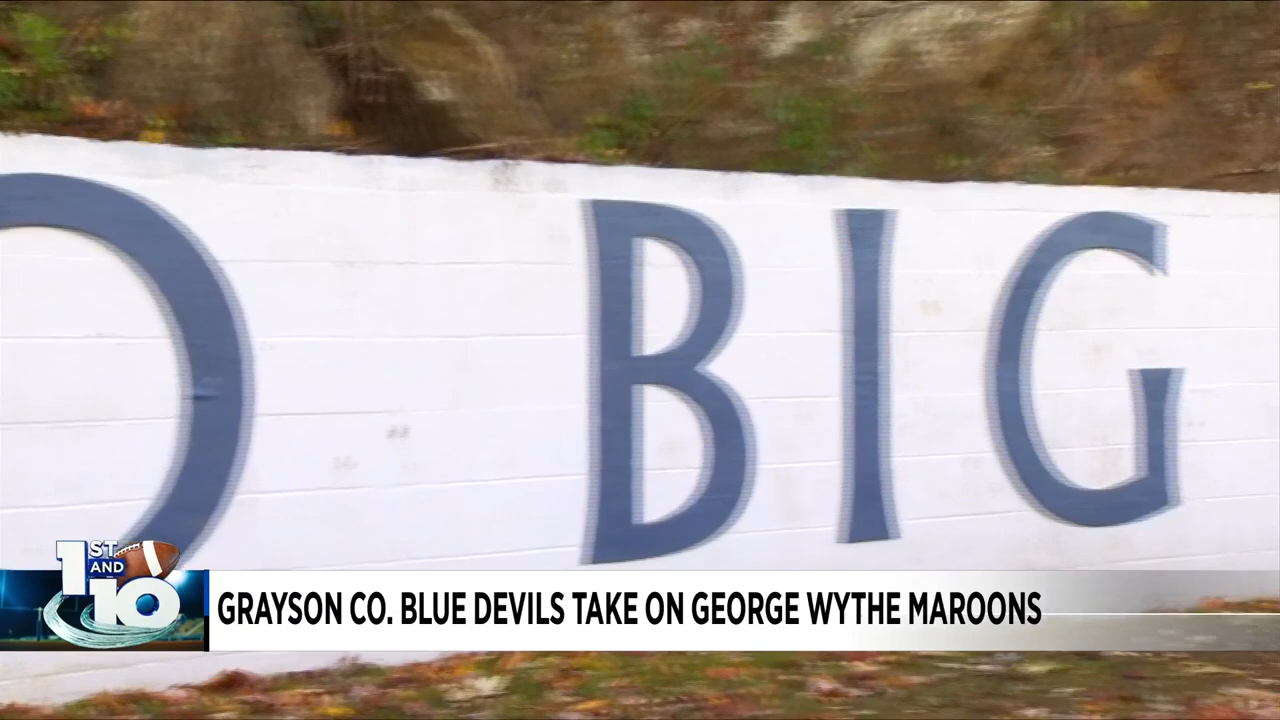 BIG
1ST
AND
10
GRAYSON CO. BLUE DEVILS TAKE ON GEORGE WYTHE MAROONS